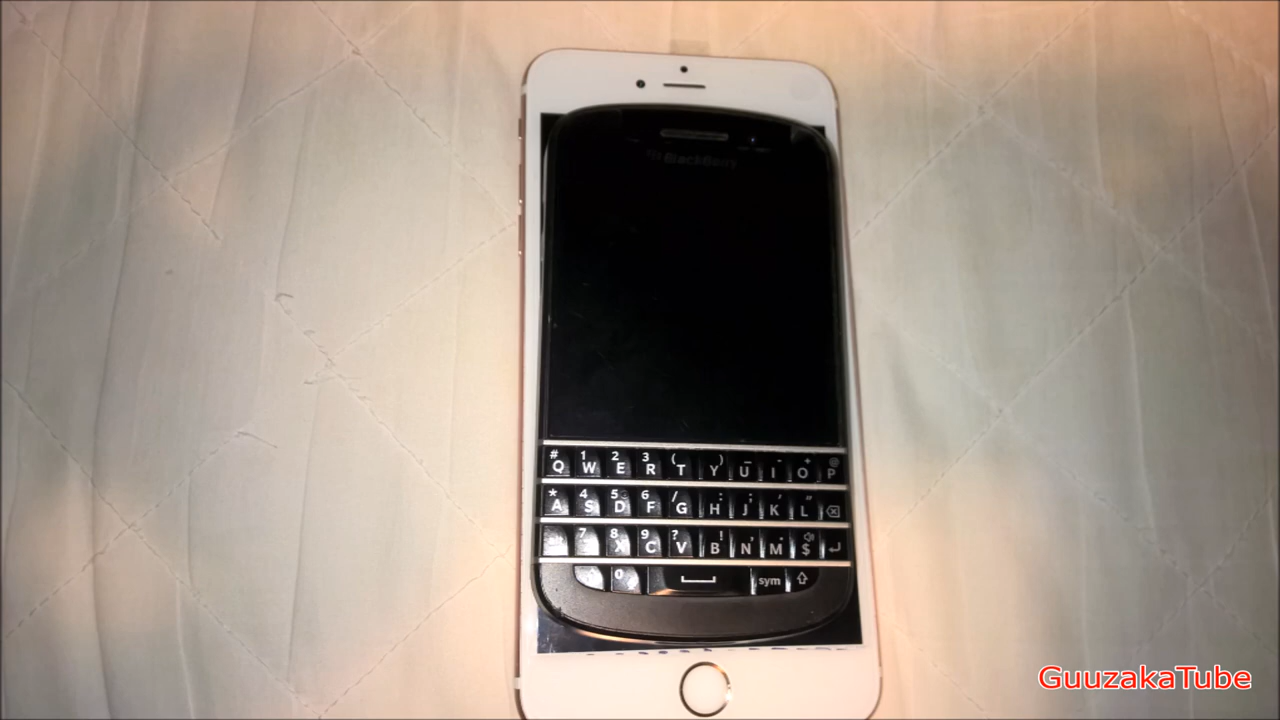 BlackBerry
# 1 2 3 ( ) _ - + @
Q W E R T Y U I O P
* 4 5 6 / : ; ' "
A S D F G H J K L
7 8 9 ? ! , . $
X C V B N M
0 sym
GuuzakaTube